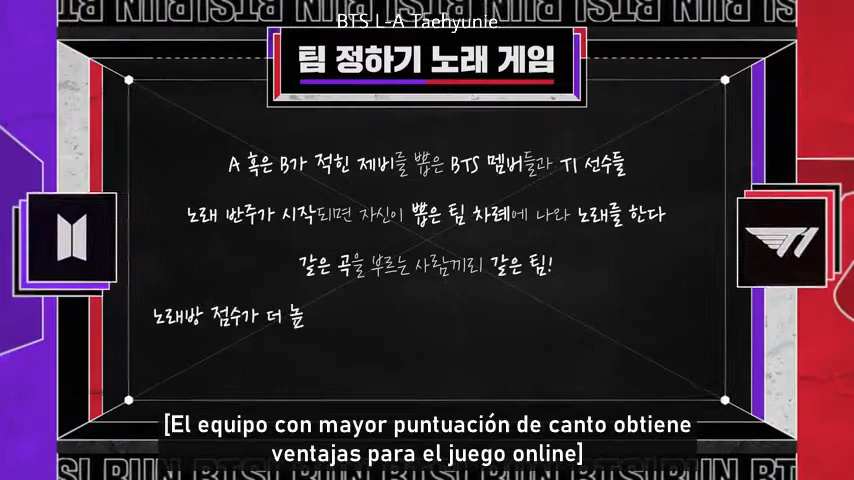 BTS L-A Taehyunie
팀 정하기 노래 게임
A 혹은 B가 적힌 제비를 뽑은 BTS 멤버들과 T1 선수들
노래 반주가 시작되면 자신이 뽑은 팀 차례에 나와 노래를 한다
같은 곡을 부르는 사람끼리 같은 팀!
노래방 점수가 더 높
T1
[El equipo con mayor puntuación de canto obtiene
ventajas para el juego online]